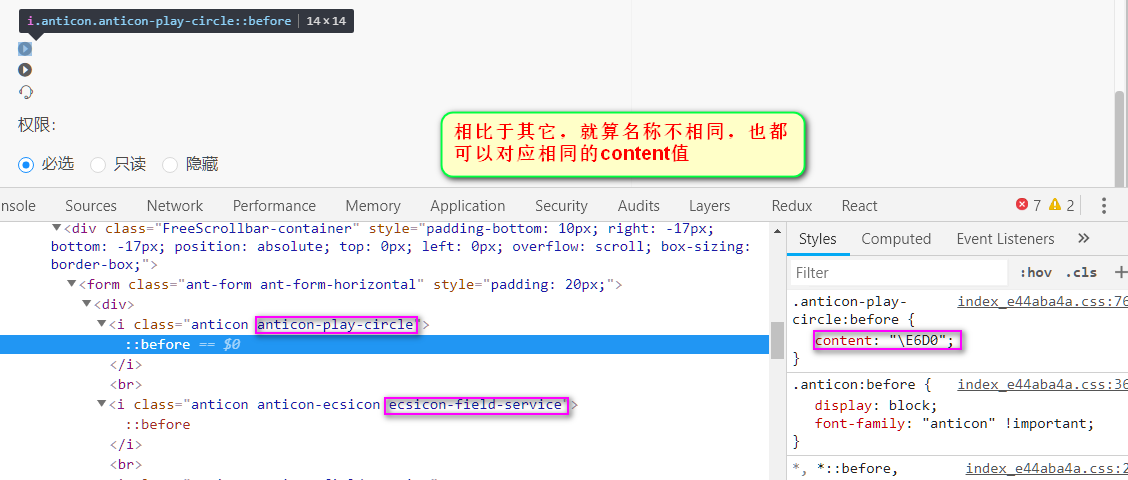 i.anticon.anticon-play-circle::before | 14 × 14
权限:
必选 只读 隐藏
相比于其它，就算名称不相同，也都
可以对应相同的content值
nsole Sources Network Performance Memory Application Security Audits Layers Redux React 7 2
<div class="FreeScrollbar-container" style="padding-bottom: 10px; right: -17px;
bottom: -17px; position: absolute; top: 0px; left: 0px; overflow: scroll; box-sizing:
border-box;">
<form class="ant-form ant-form-horizontal" style="padding: 20px;">
<div>
<i class="anticon anticon-play-circle">
::before == $0
</i>
<br>
<i class="anticon anticon-ecsicon ecsicon-field-service">
::before
</i>
<br>
Styles Computed Event Listeners »
Filter :hov .cls +
.anticon-play- index_e44aba4a.css:76
circle:before {
content: "\E6D0";
}
.anticon:before { index_e44aba4a.css:36
display: block;
font-family: "anticon" !important;
}
*, *::before, index_e44aba4a.css:2